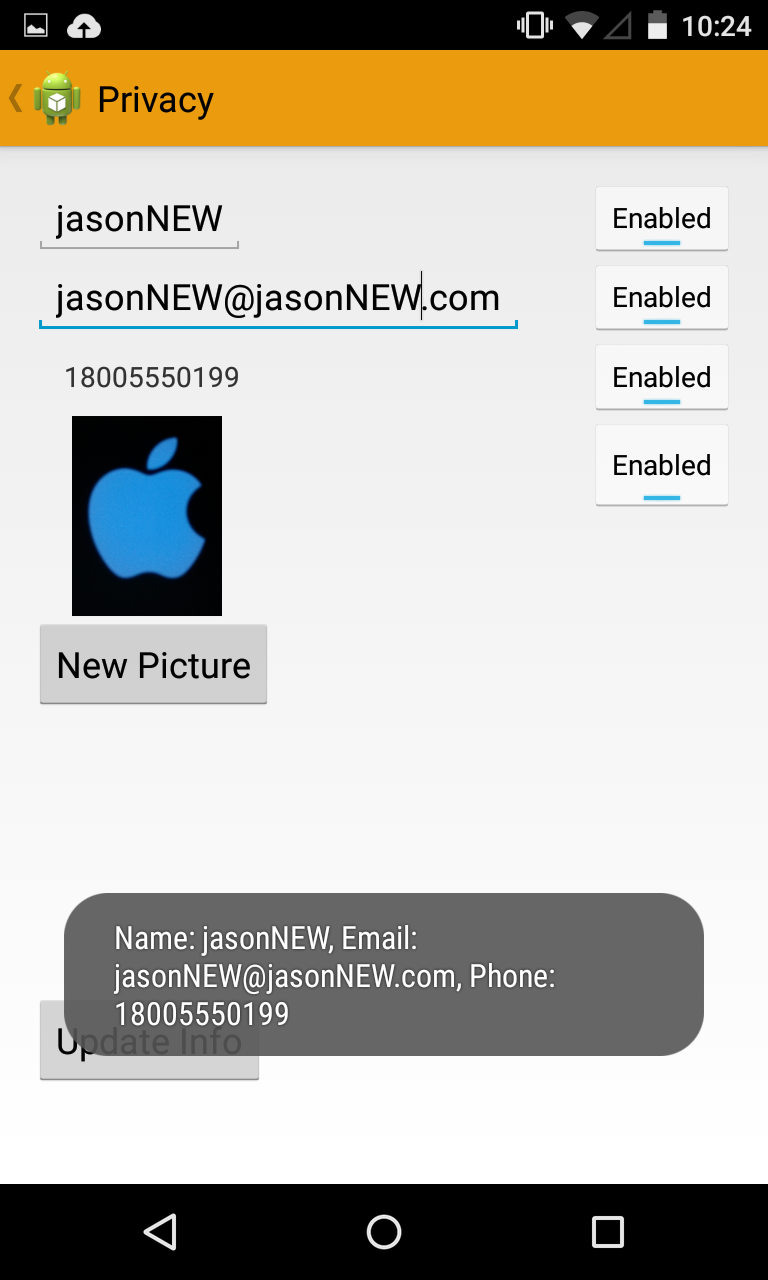 10:24
Privacy
jasonNEW
Enabled
jasonNEW@jasonNEW.com
Enabled
18005550199
Enabled
Enabled
New Picture
Name: jasonNEW, Email:
jasonNEW@jasonNEW.com, Phone:
18005550199
Update Info